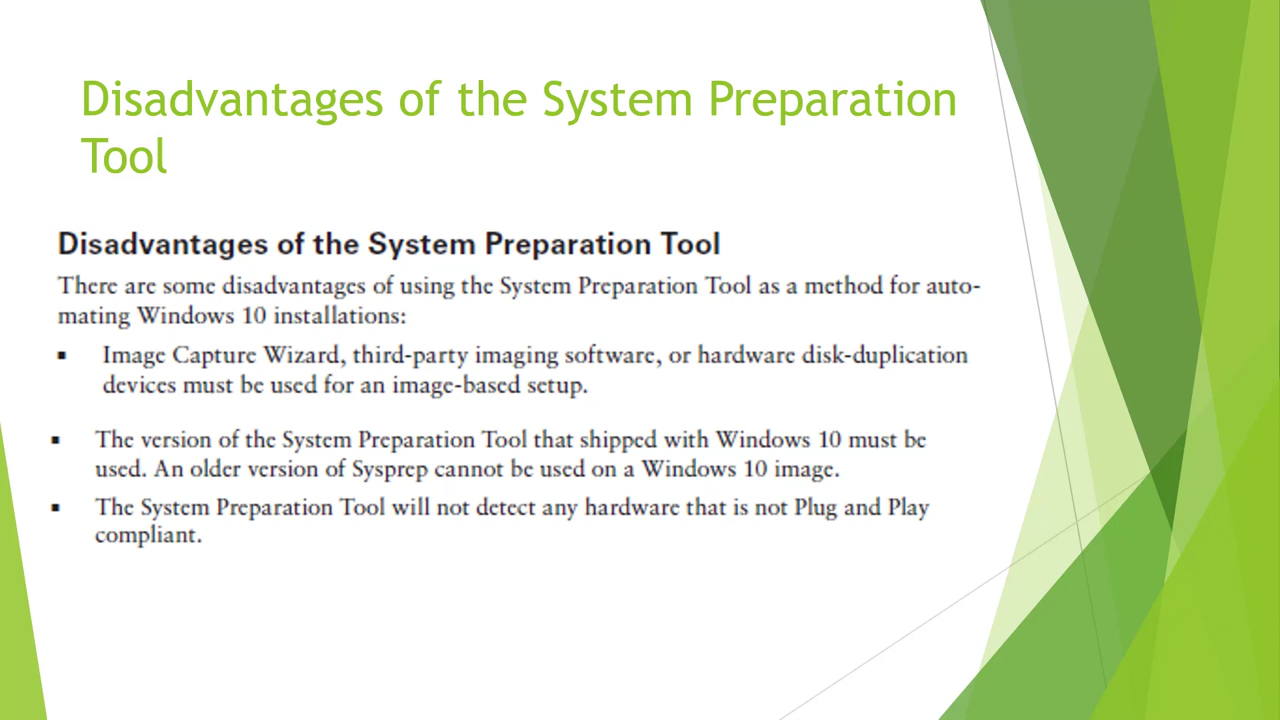 Disadvantages of the System Preparation
Tool
Disadvantages of the System Preparation Tool
There are some disadvantages of using the System Preparation Tool as a method for auto-
mating Windows 10 installations:
▪ Image Capture Wizard, third-party imaging software, or hardware disk-duplication
devices must be used for an image-based setup.
▪ The version of the System Preparation Tool that shipped with Windows 10 must be
used. An older version of Sysprep cannot be used on a Windows 10 image.
▪ The System Preparation Tool will not detect any hardware that is not Plug and Play
compliant.